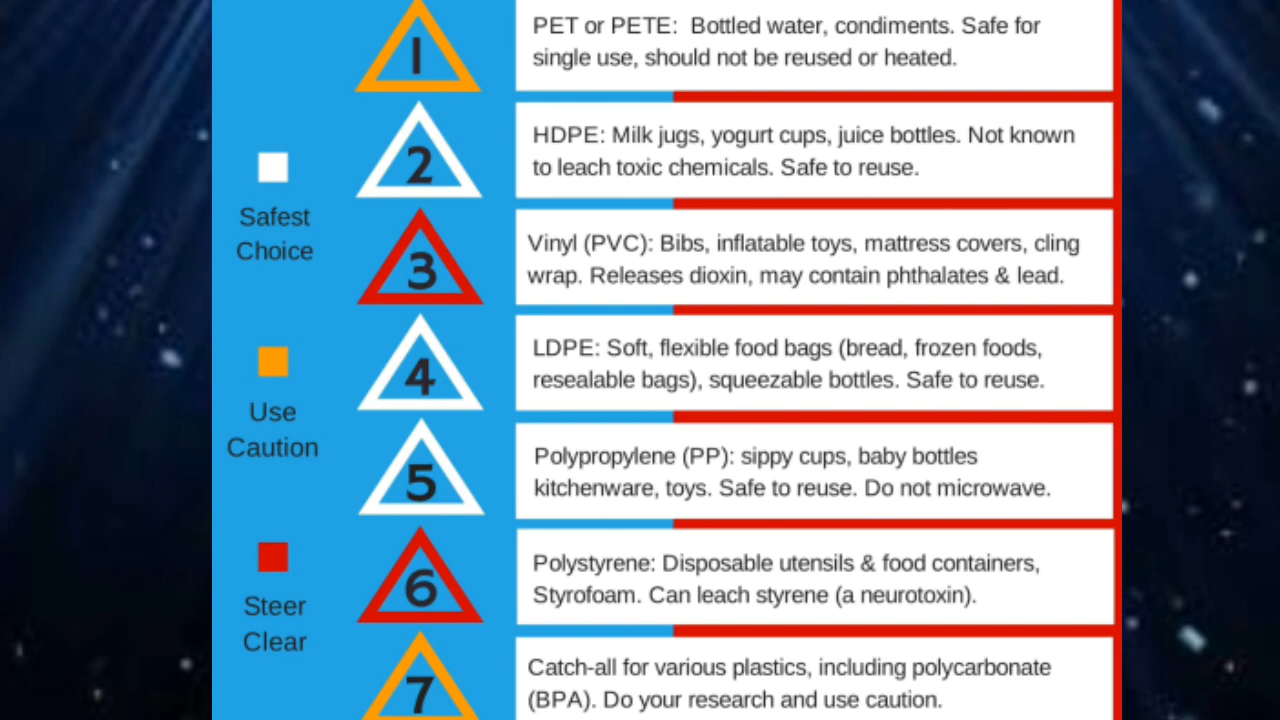 1
PET or PETE: Bottled water, condiments. Safe for
single use, should not be reused or heated.
2
HDPE: Milk jugs, yogurt cups, juice bottles. Not known
to leach toxic chemicals. Safe to reuse.
Safest
Choice
3
Vinyl (PVC): Bibs, inflatable toys, mattress covers, cling
wrap. Releases dioxin, may contain phthalates & lead.
4
LDPE: Soft, flexible food bags (bread, frozen foods,
resealable bags), squeezable bottles. Safe to reuse.
Use
Caution
5
Polypropylene (PP): sippy cups, baby bottles
kitchenware, toys. Safe to reuse. Do not microwave.
6
Polystyrene: Disposable utensils & food containers,
Styrofoam. Can leach styrene (a neurotoxin).
Steer
Clear
7
Catch-all for various plastics, including polycarbonate
(BPA). Do your research and use caution.